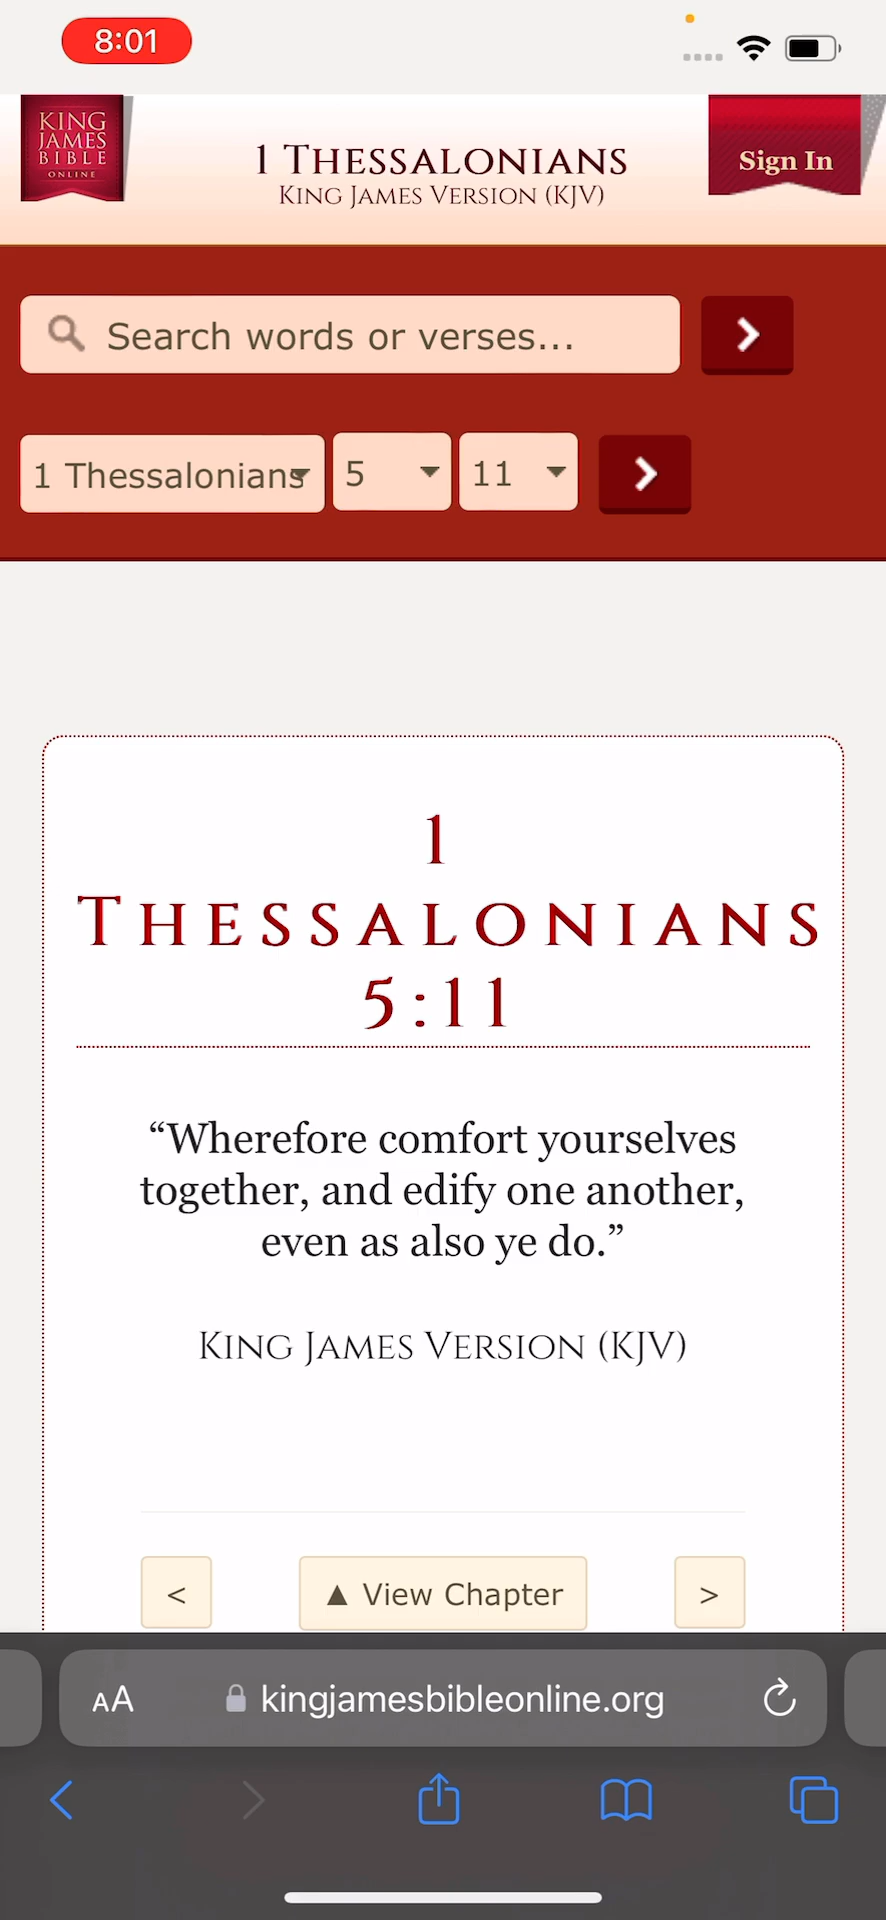 8:01
KING
JAMES
BIBLE
ONLINE
1 THESSALONIANS
KING JAMES VERSION (KJV)
Sign In
Search words or verses...
1 Thessalonians 5 11
1
THESSALONIANS
5:11
“Wherefore comfort yourselves
together, and edify one another,
even as also ye do.”
KING JAMES VERSION (KJV)
< ▲ View Chapter >
AA kingjamesbibleonline.org